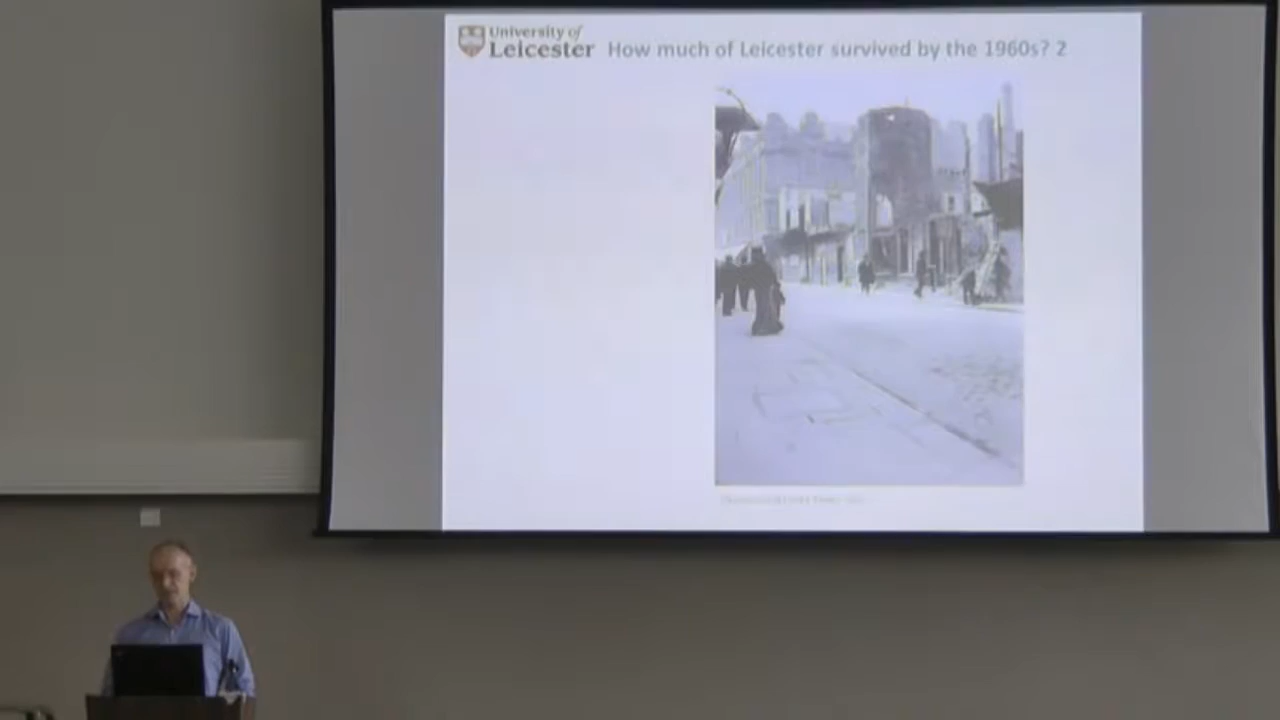 University of
Leicester
How much of Leicester survived by the 1960s? 2